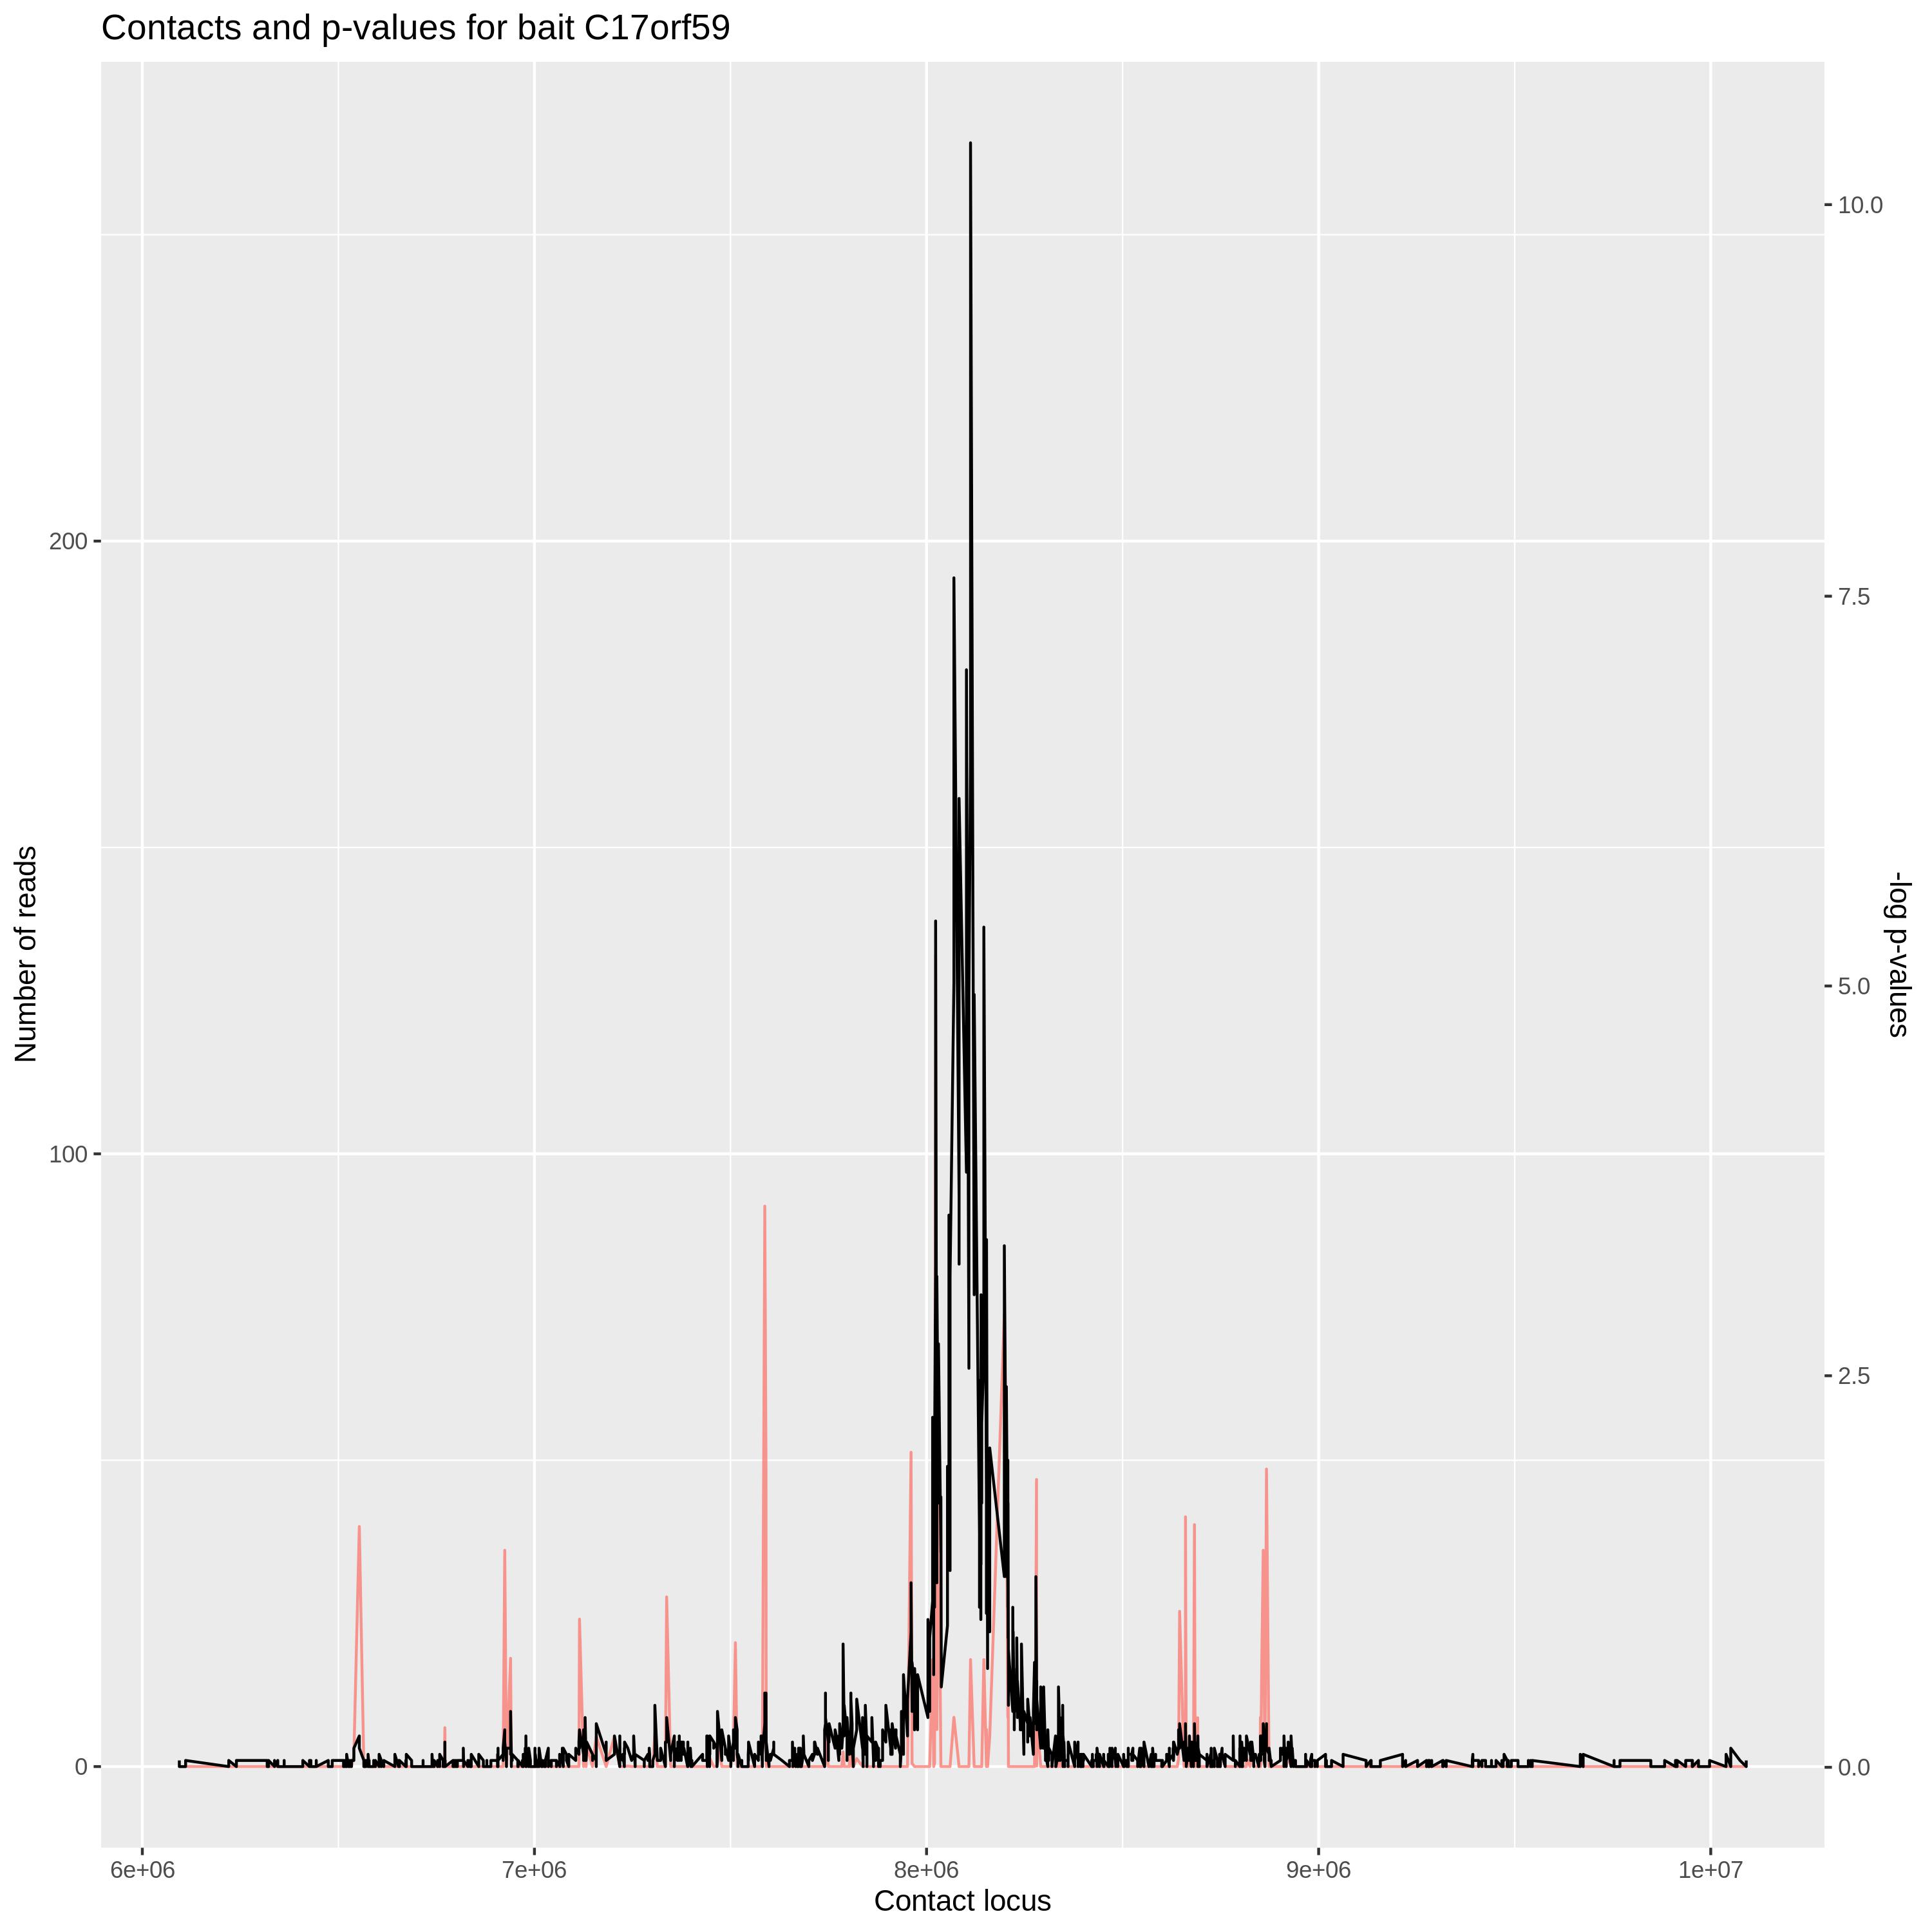 Contacts and p-values for bait C17orf59
10.0
200
7.5
Number of reads
-log p-values
5.0
100
2.5
0
0.0
6e+06
7e+06
8e+06
9e+06
1e+07
Contact locus